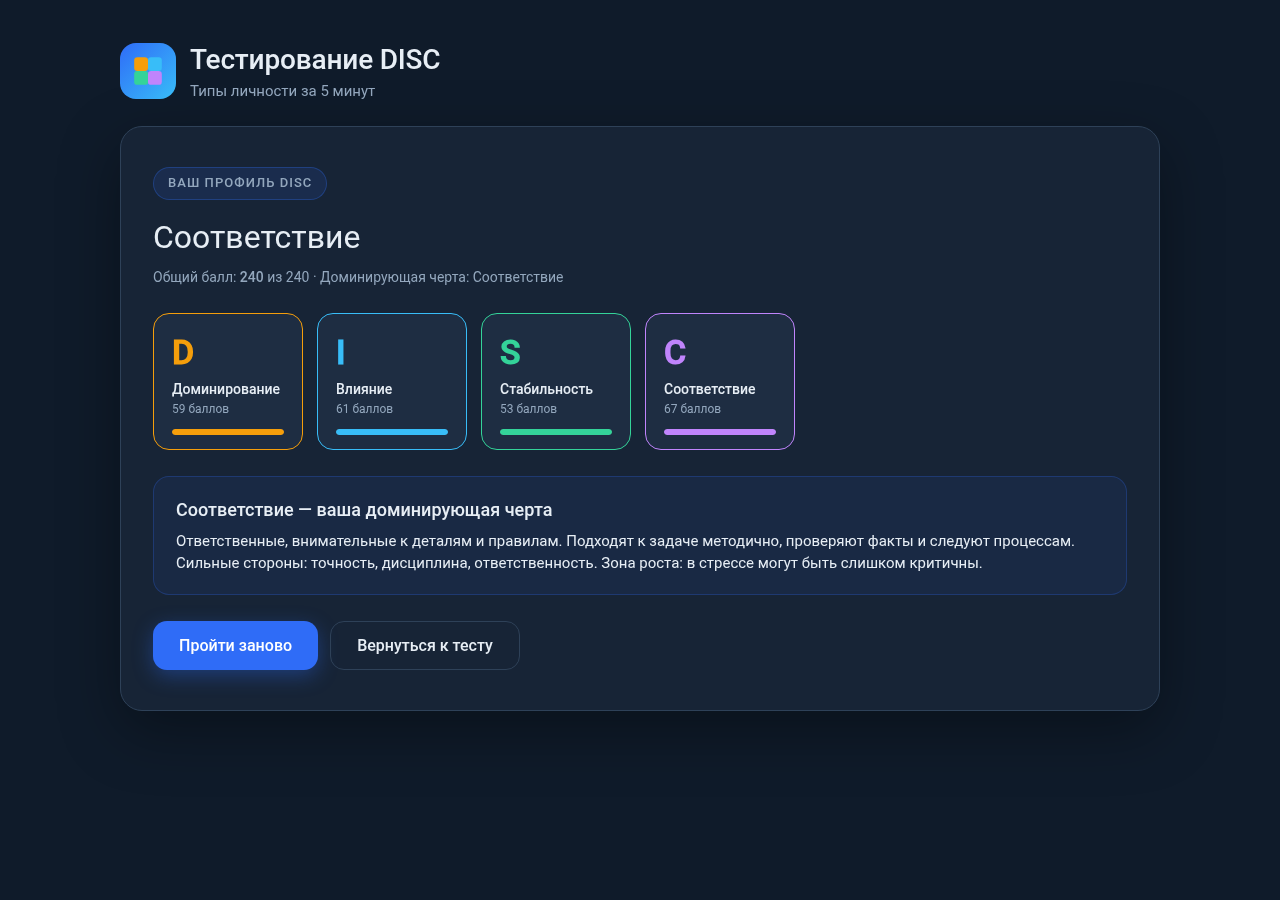 Тестирование DISC
Типы личности за 5 минут
ВАШ ПРОФИЛЬ DISC
Соответствие
Общий балл: 240 из 240 · Доминирующая черта: Соответствие
D
Доминирование
59 баллов
I
Влияние
61 баллов
S
Стабильность
53 баллов
C
Соответствие
67 баллов
Соответствие — ваша доминирующая черта
Ответственные, внимательные к деталям и правилам. Подходят к задаче методично, проверяют факты и следуют процессам.
Сильные стороны: точность, дисциплина, ответственность. Зона роста: в стрессе могут быть слишком критичны.
Пройти заново
Вернуться к тесту